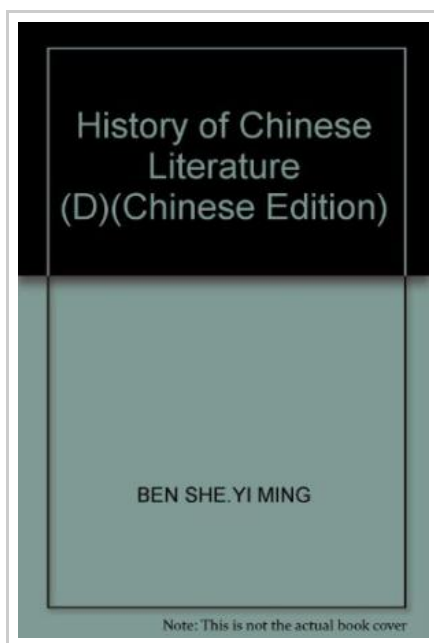 History of Chinese
Literature
(D)(Chinese Edition)
BEN SHE.YI MING
Note: This is not the actual book cover